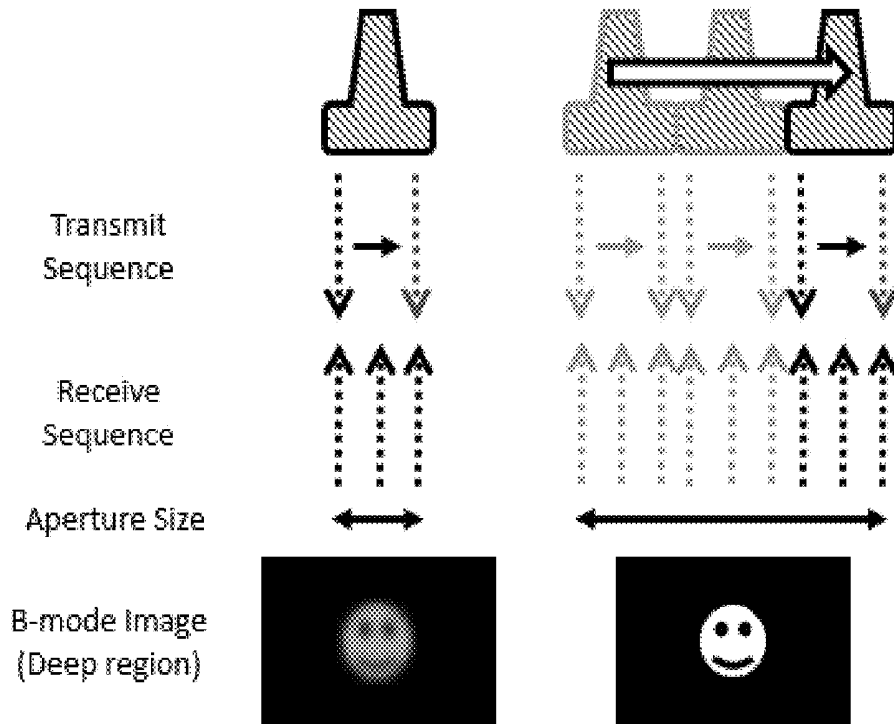 Transmit
Sequence
Receive
Sequence
Aperture Size
B-mode Image
(Deep region)